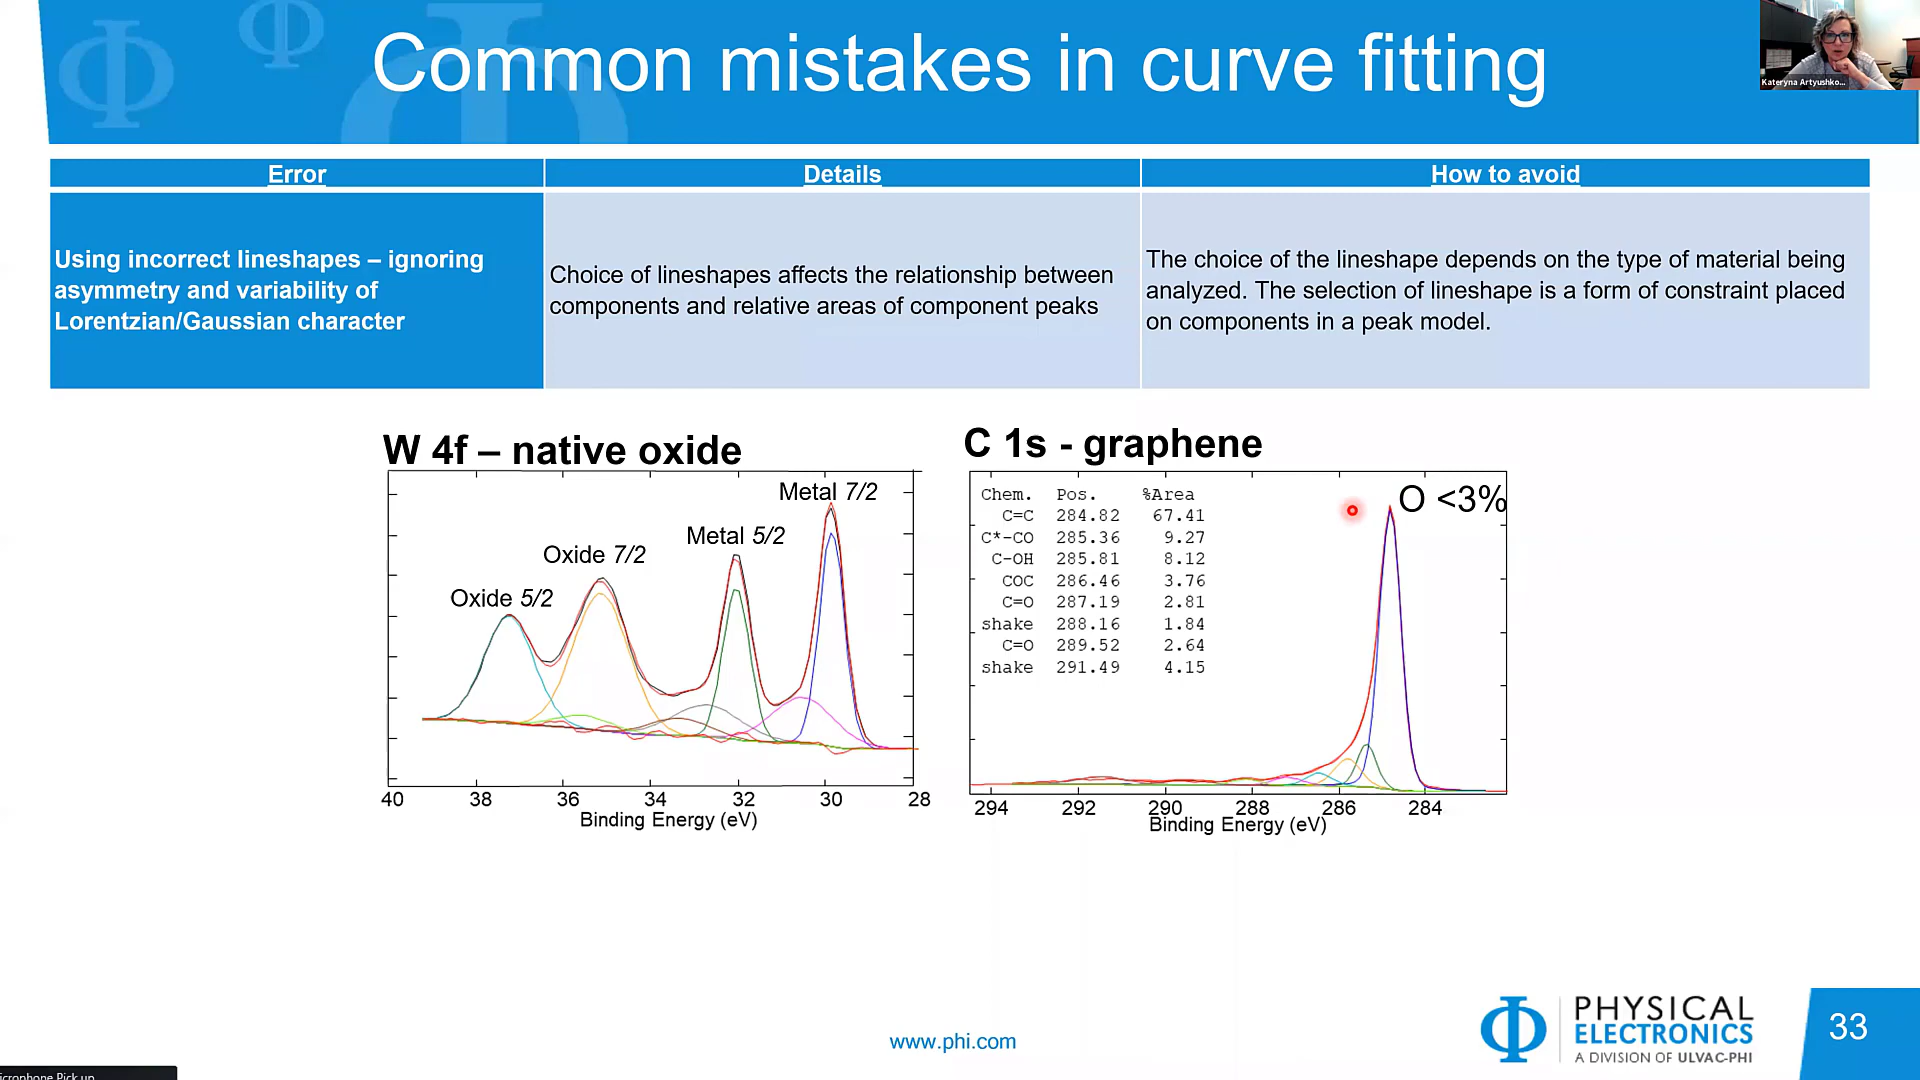 Common mistakes in curve fitting
Kateryna Artyushko...
Error
Details
How to avoid
Using incorrect lineshapes – ignoring
asymmetry and variability of
Lorentzian/Gaussian character
Choice of lineshapes affects the relationship between
components and relative areas of component peaks
The choice of the lineshape depends on the type of material being
analyzed. The selection of lineshape is a form of constraint placed
on components in a peak model.
W 4f – native oxide
Metal 7/2
Metal 5/2
Oxide 7/2
Oxide 5/2
40 38 36 34 32 30 28
Binding Energy (eV)
C 1s - graphene
O <3%
Chem. Pos. %Area
C=C 284.82 67.41
C*-CO 285.36 9.27
C-OH 285.81 8.12
COC 286.46 3.76
C=O 287.19 2.81
shake 288.16 1.84
C=O 289.52 2.64
shake 291.49 4.15
294 292 290 288 286 284
Binding Energy (eV)
www.phi.com
PHYSICAL
ELECTRONICS
A DIVISION OF ULVAC-PHI
33